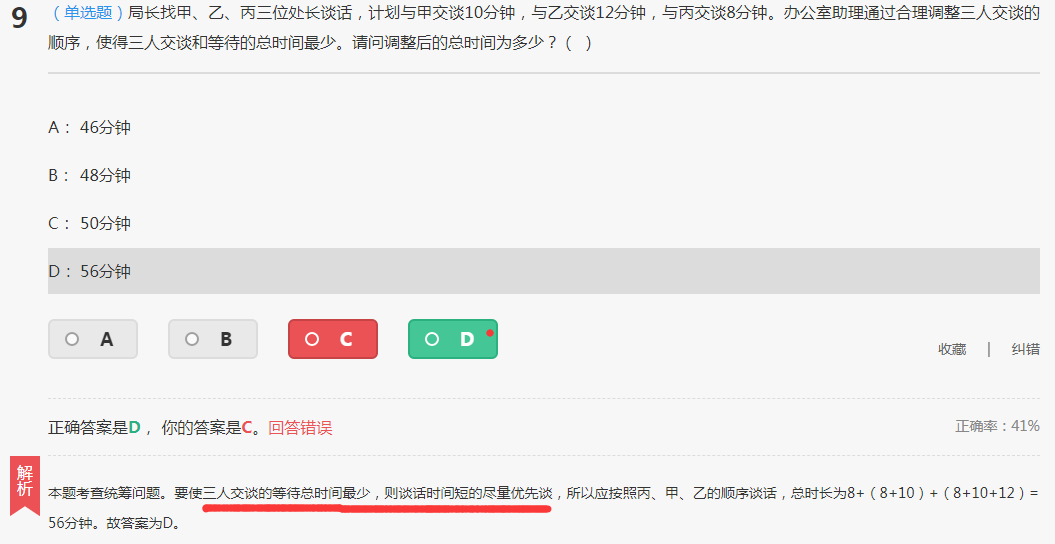 9 （单选题）局长找甲、乙、丙三位处长谈话，计划与甲交谈10分钟，与乙交谈12分钟，与丙交谈8分钟。办公室助理通过合理调整三人交谈的
顺序，使得三人交谈和等待的总时间最少。请问调整后的总时间为多少？（ ）
A： 46分钟
B： 48分钟
C： 50分钟
D： 56分钟
A B C D
收藏 | 纠错
正确答案是D， 你的答案是C。回答错误 正确率：41%
解析
本题考查统筹问题。要使三人交谈的等待总时间最少，则谈话时间短的尽量优先谈，所以应按照丙、甲、乙的顺序谈话，总时长为8+（8+10）+（8+10+12）=
56分钟。故答案为D。